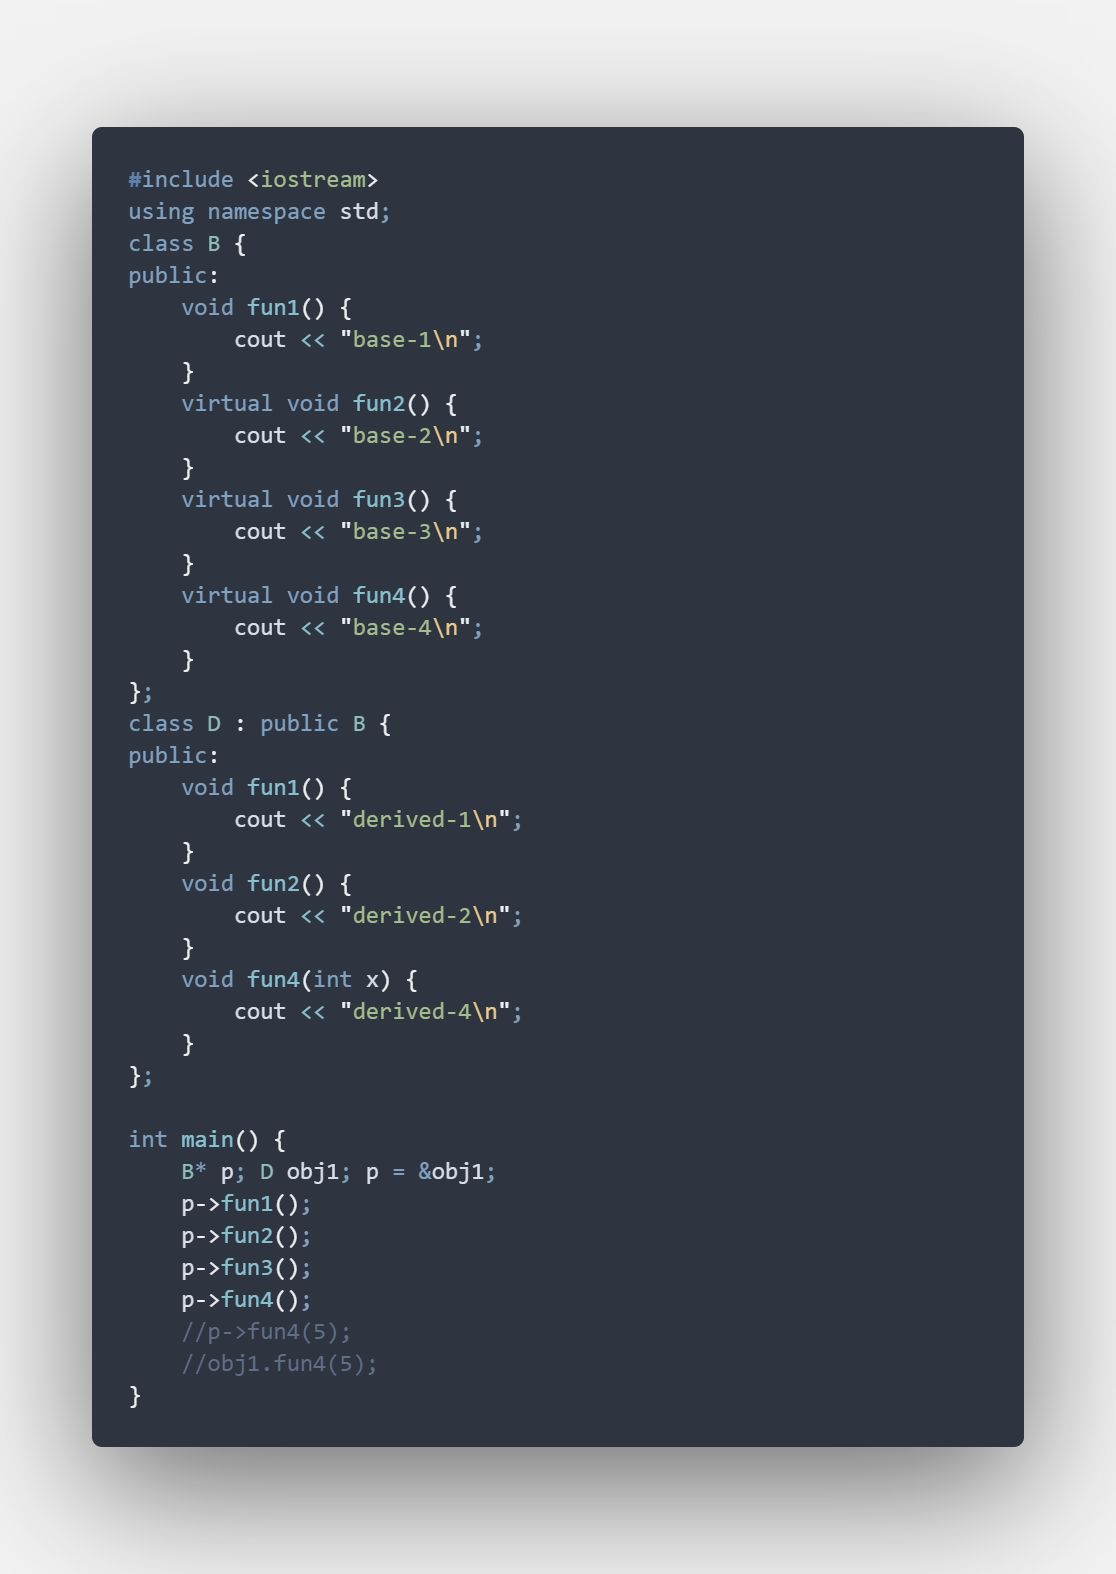 #include <iostream>
using namespace std;
class B {
public:
    void fun1() {
        cout << "base-1\n";
    }
    virtual void fun2() {
        cout << "base-2\n";
    }
    virtual void fun3() {
        cout << "base-3\n";
    }
    virtual void fun4() {
        cout << "base-4\n";
    }
};
class D : public B {
public:
    void fun1() {
        cout << "derived-1\n";
    }
    void fun2() {
        cout << "derived-2\n";
    }
    void fun4(int x) {
        cout << "derived-4\n";
    }
};

int main() {
    B* p; D obj1; p = &obj1;
    p->fun1();
    p->fun2();
    p->fun3();
    p->fun4();
    //p->fun4(5);
    //obj1.fun4(5);
}